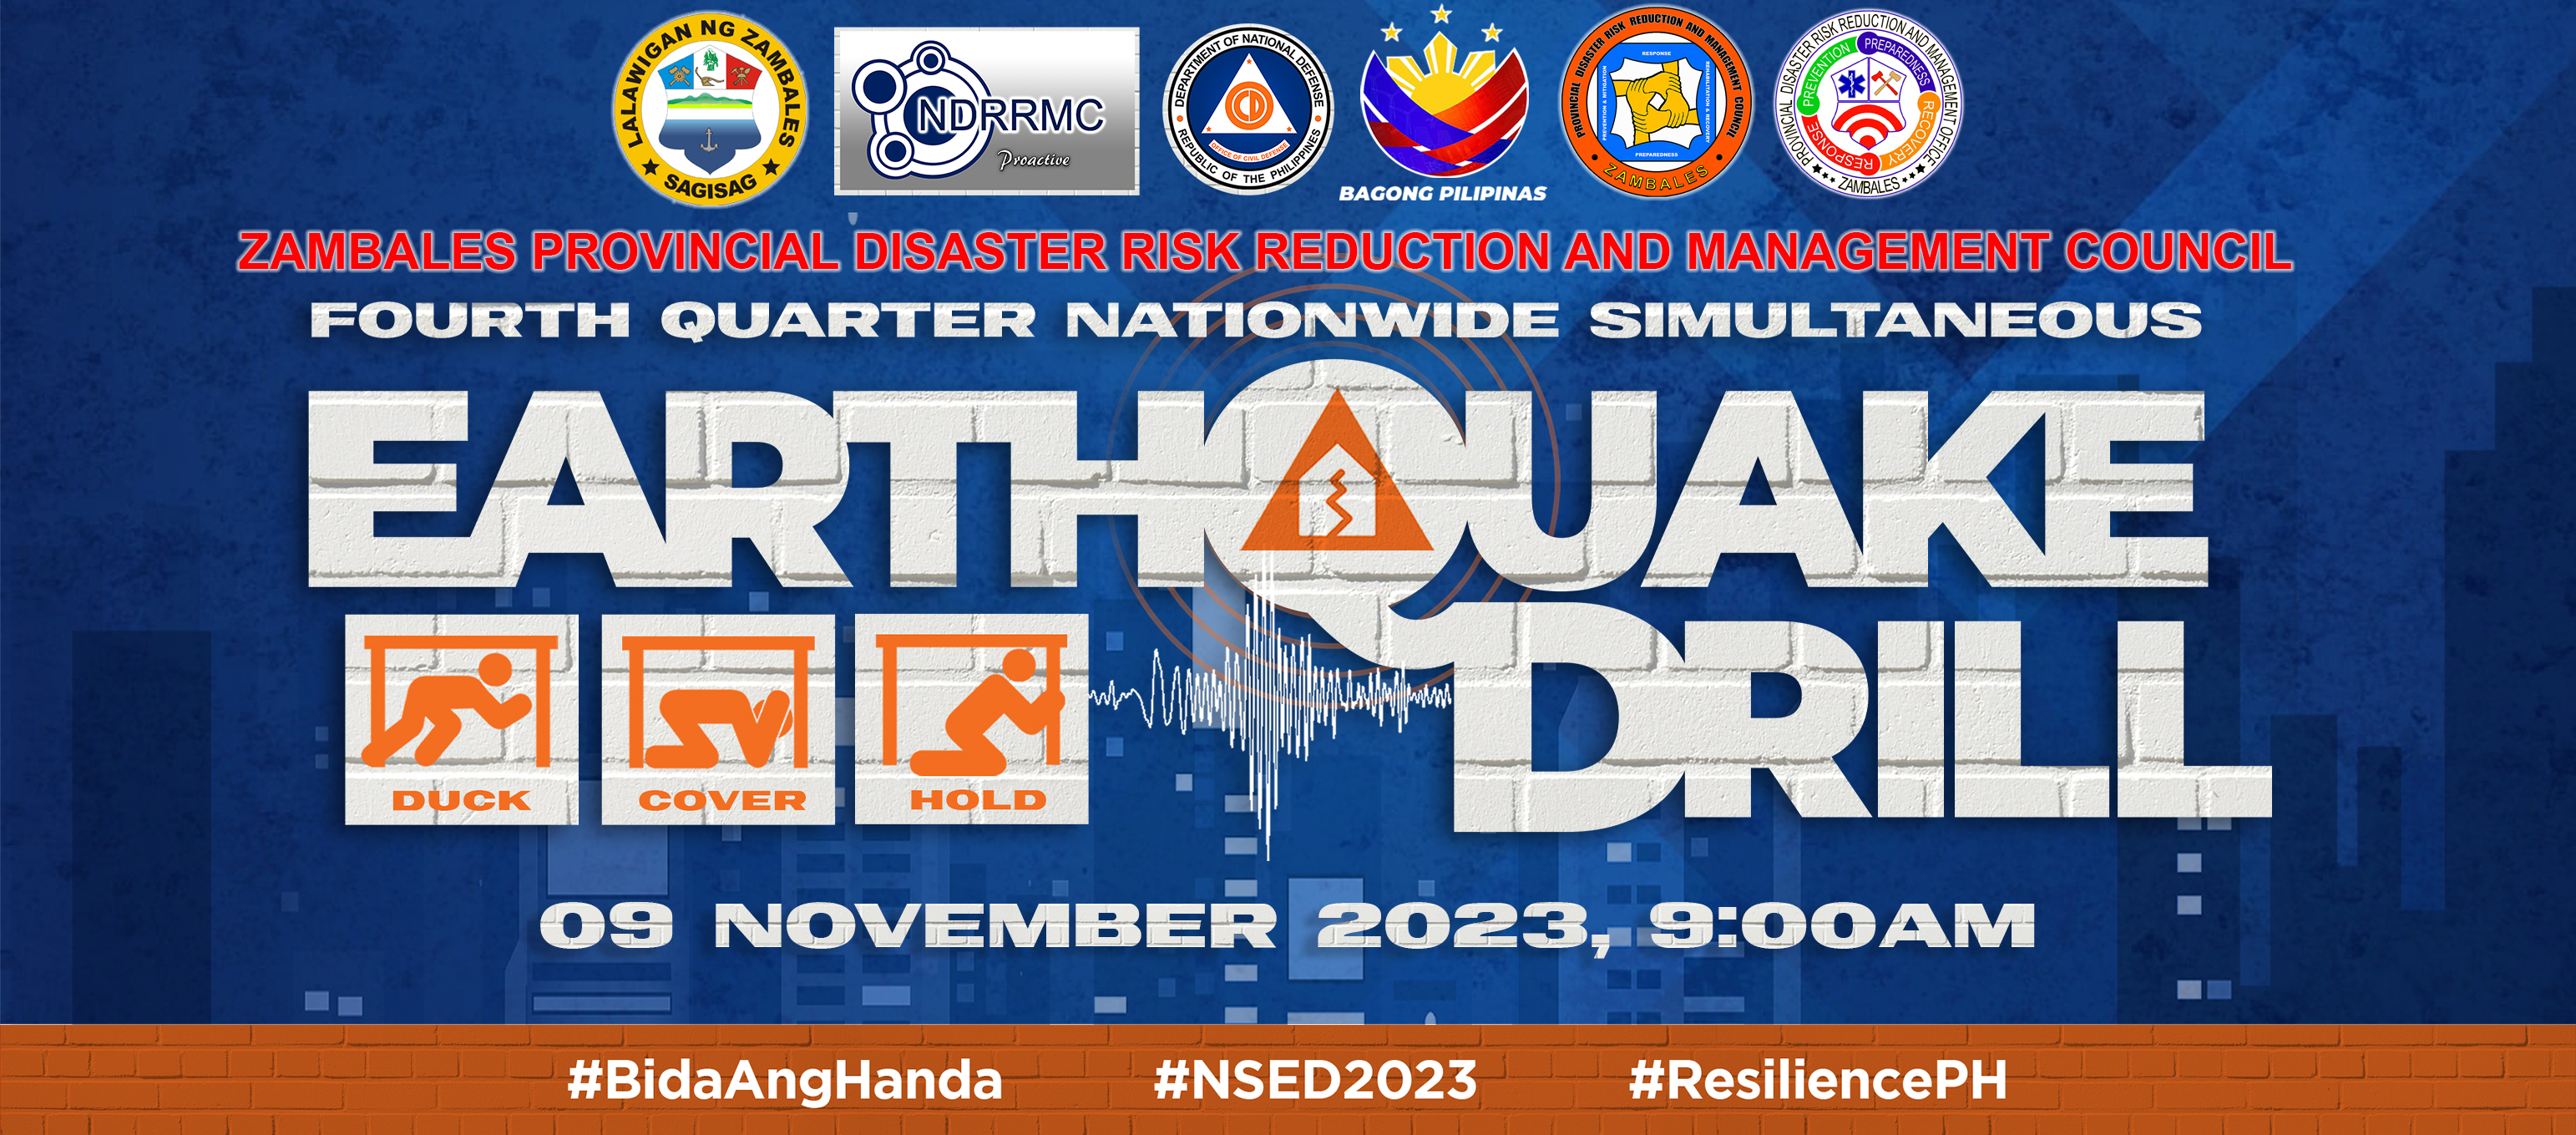 LALAWIGAN NG ZAMBALES
SAGISAG
NDRRMC
Proactive
DEPARTMENT OF NATIONAL DEFENSE
OFFICE OF CIVIL DEFENSE
REPUBLIC OF THE PHILIPPINES
BAGONG PILIPINAS
PROVINCIAL DISASTER RISK REDUCTION AND MANAGEMENT COUNCIL
RESPONSE
PREVENTION & MITIGATION
REHABILITATION & RECOVERY
PREPAREDNESS
ZAMBALES
PROVINCIAL DISASTER RISK REDUCTION AND MANAGEMENT OFFICE
PREVENTION
PREPAREDNESS
RECOVERY
RESPONSE
ZAMBALES
ZAMBALES PROVINCIAL DISASTER RISK REDUCTION AND MANAGEMENT COUNCIL
FOURTH QUARTER NATIONWIDE SIMULTANEOUS
EARTHQUAKE
DRILL
DUCK
COVER
HOLD
09 NOVEMBER 2023, 9:00AM
#BidaAngHanda #NSED2023 #ResiliencePH